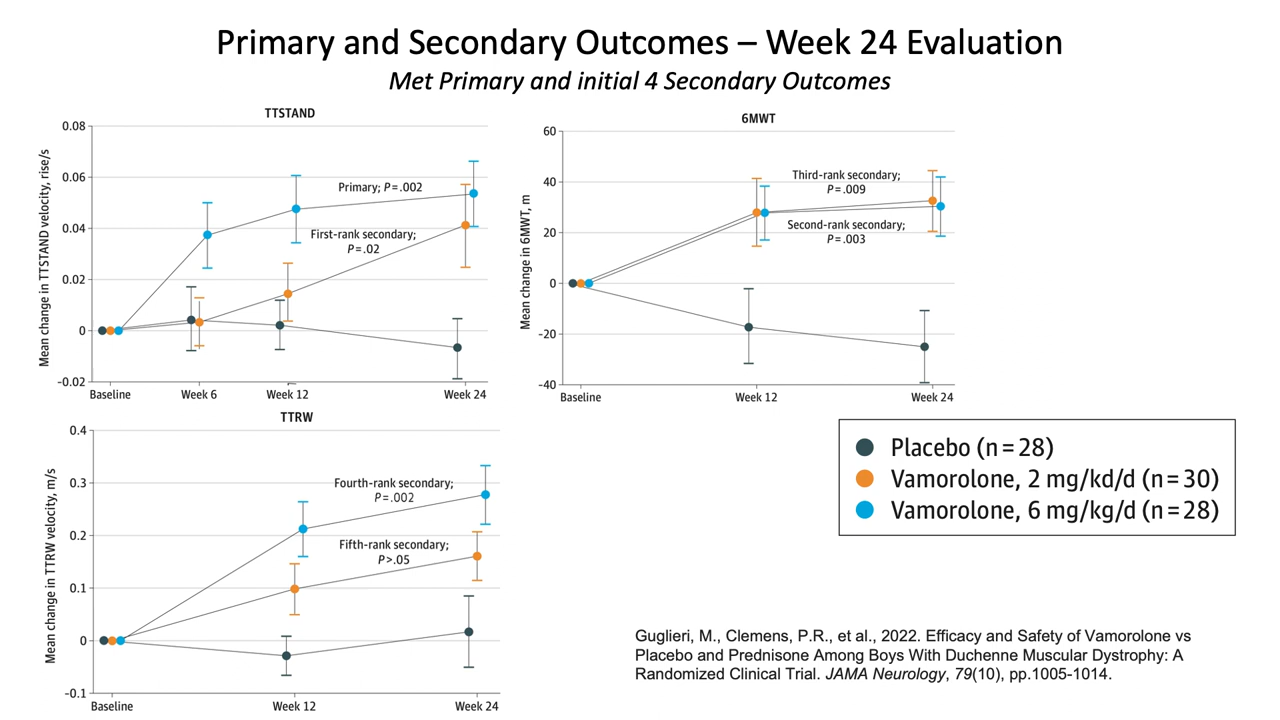 Primary and Secondary Outcomes – Week 24 Evaluation
Met Primary and initial 4 Secondary Outcomes
TTSTAND
Mean change in TTSTAND velocity, rise/s
0.08
0.06
0.04
0.02
0
-0.02
Primary; P = .002
First-rank secondary;
P = .02
Baseline
Week 6
Week 12
Week 24
6MWT
Mean change in 6MWT, m
60
40
20
0
-20
-40
Third-rank secondary;
P = .009
Second-rank secondary;
P = .003
Baseline
Week 12
Week 24
TTRW
Mean change in TTRW velocity, m/s
0.4
0.3
0.2
0.1
0
-0.1
Fourth-rank secondary;
P = .002
Fifth-rank secondary;
P > .05
Baseline
Week 12
Week 24
Placebo (n = 28)
Vamorolone, 2 mg/kd/d (n = 30)
Vamorolone, 6 mg/kg/d (n = 28)
Guglieri, M., Clemens, P.R., et al., 2022. Efficacy and Safety of Vamorolone vs
Placebo and Prednisone Among Boys With Duchenne Muscular Dystrophy: A
Randomized Clinical Trial. JAMA Neurology, 79(10), pp.1005-1014.